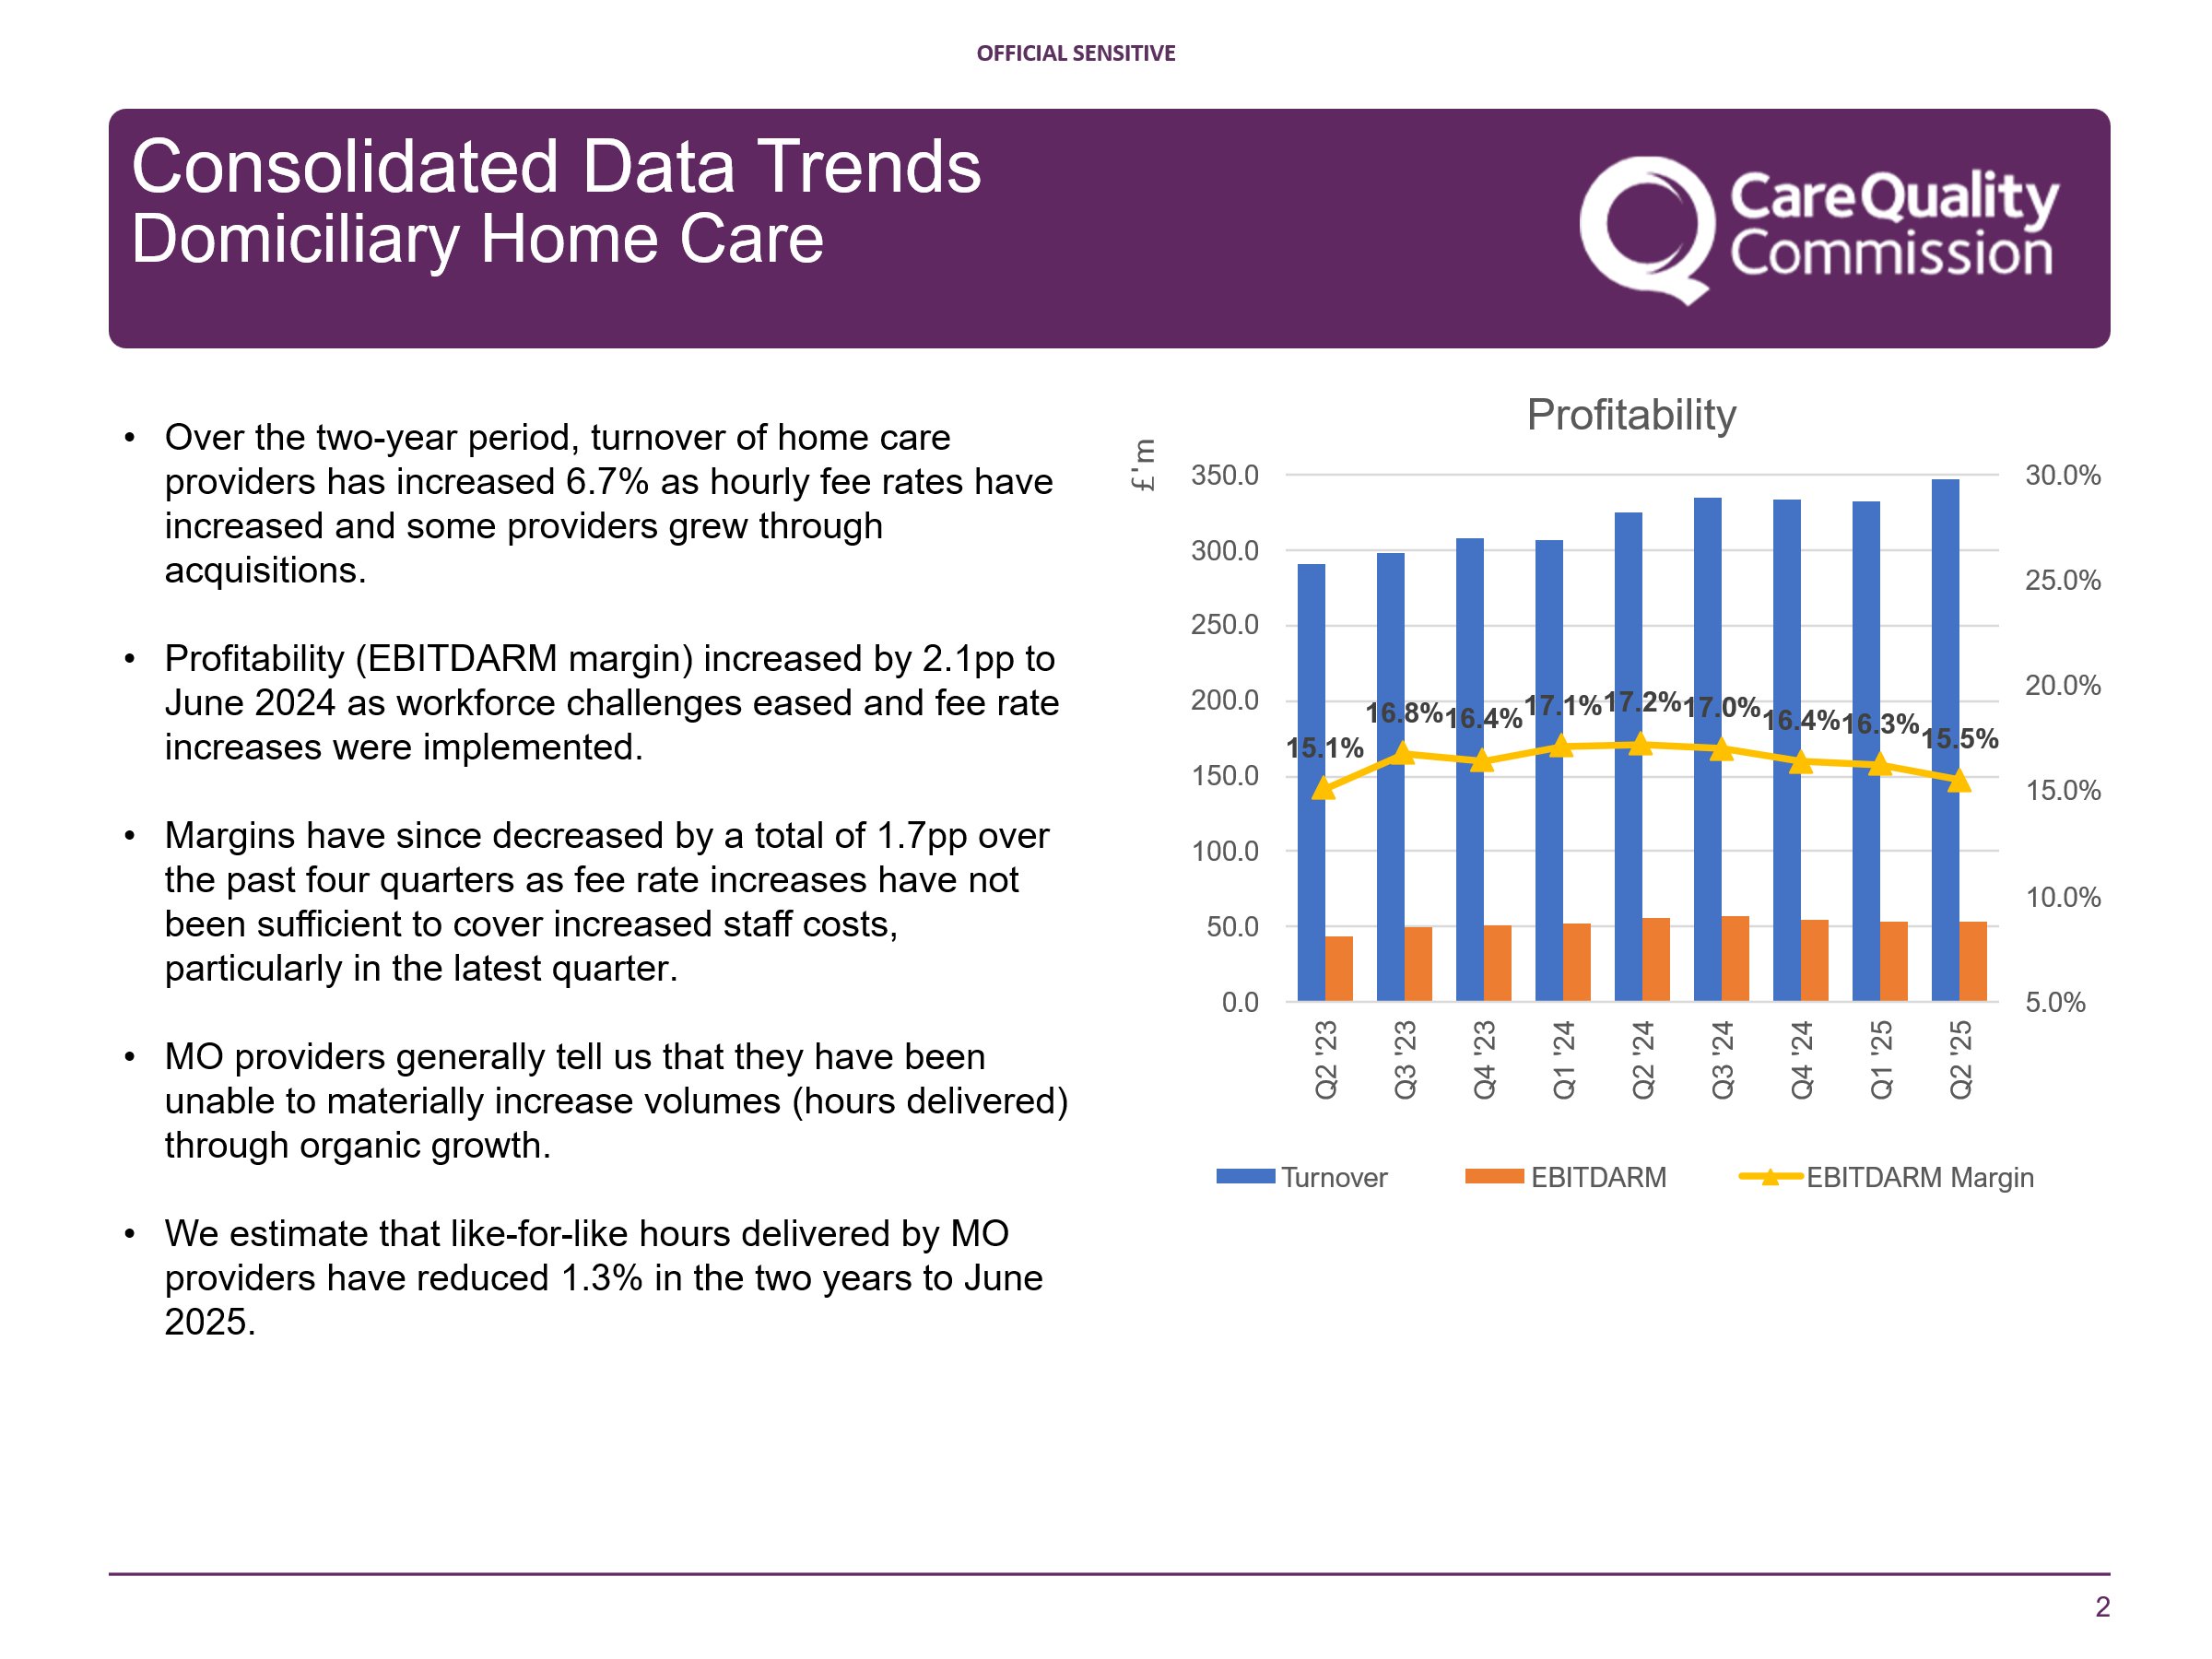 OFFICIAL SENSITIVE
Consolidated Data Trends
Domiciliary Home Care
CareQuality
Commission
• Over the two-year period, turnover of home care
providers has increased 6.7% as hourly fee rates have
increased and some providers grew through
acquisitions.
• Profitability (EBITDARM margin) increased by 2.1pp to
June 2024 as workforce challenges eased and fee rate
increases were implemented.
• Margins have since decreased by a total of 1.7pp over
the past four quarters as fee rate increases have not
been sufficient to cover increased staff costs,
particularly in the latest quarter.
• MO providers generally tell us that they have been
unable to materially increase volumes (hours delivered)
through organic growth.
• We estimate that like-for-like hours delivered by MO
providers have reduced 1.3% in the two years to June
2025.
Profitability
£'m
350.0
300.0
250.0
200.0
150.0
100.0
50.0
0.0
30.0%
25.0%
20.0%
15.0%
10.0%
5.0%
15.1%
16.8%
16.4%
17.1%
17.2%
17.0%
16.4%
16.3%
15.5%
Q2 '23
Q3 '23
Q4 '23
Q1 '24
Q2 '24
Q3 '24
Q4 '24
Q1 '25
Q2 '25
Turnover
EBITDARM
EBITDARM Margin
2